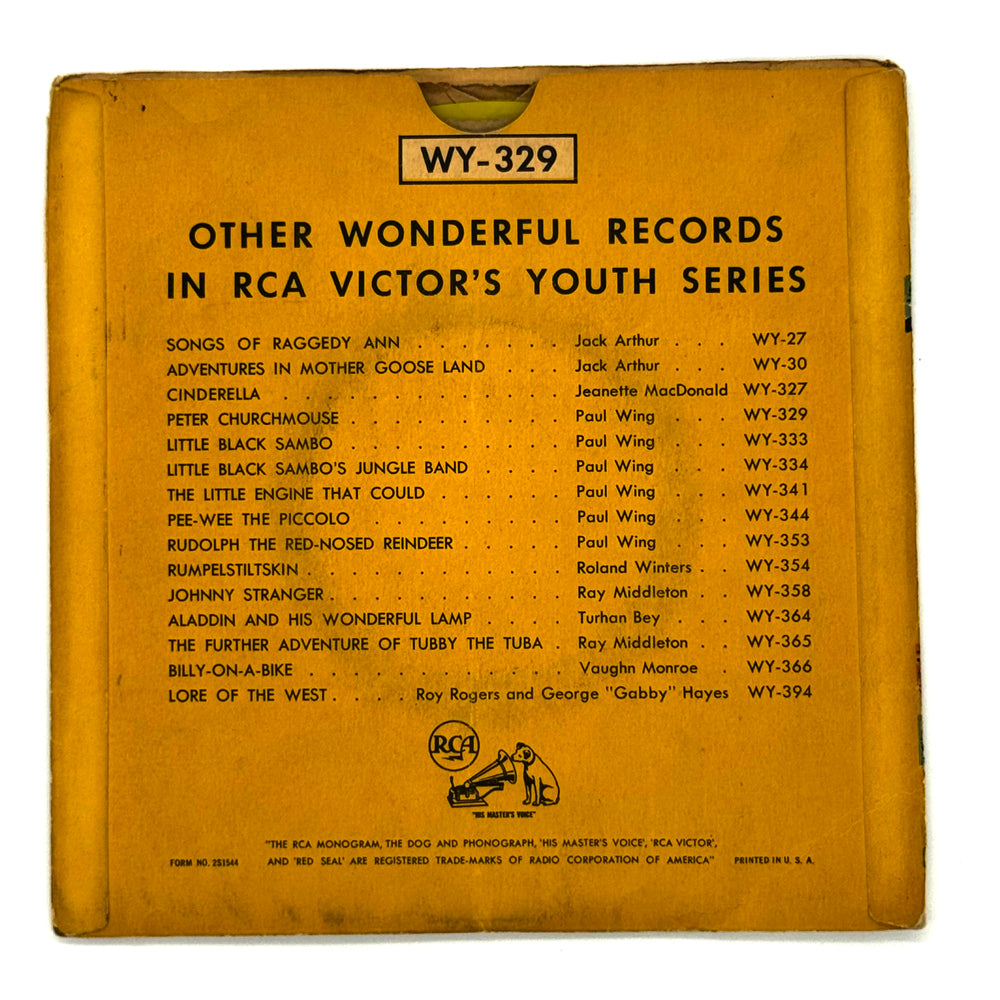 WY-329
OTHER WONDERFUL RECORDS
IN RCA VICTOR'S YOUTH SERIES
SONGS OF RAGGEDY ANN . . . . . . . Jack Arthur . . . WY-27
ADVENTURES IN MOTHER GOOSE LAND . . . Jack Arthur . . . WY-30
CINDERELLA . . . . . . . . . . . . . Jeanette MacDonald WY-327
PETER CHURCHMOUSE . . . . . . . . . . Paul Wing . . . WY-329
LITTLE BLACK SAMBO . . . . . . . . . . Paul Wing . . . WY-333
LITTLE BLACK SAMBO'S JUNGLE BAND . . . . Paul Wing . . . WY-334
THE LITTLE ENGINE THAT COULD . . . . . . Paul Wing . . . WY-341
PEE-WEE THE PICCOLO . . . . . . . . . Paul Wing . . . WY-344
RUDOLPH THE RED-NOSED REINDEER . . . . . Paul Wing . . . WY-353
RUMPELSTILTSKIN . . . . . . . . . . . . Roland Winters . . WY-354
JOHNNY STRANGER . . . . . . . . . . . Ray Middleton . . WY-358
ALADDIN AND HIS WONDERFUL LAMP . . . . Turhan Bey . . . WY-364
THE FURTHER ADVENTURE OF TUBBY THE TUBA . Ray Middleton . . WY-365
BILLY-ON-A-BIKE . . . . . . . . . . . . Vaughn Monroe . WY-366
LORE OF THE WEST . . . . Roy Rogers and George "Gabby" Hayes WY-394
RCA
"HIS MASTER'S VOICE"
"THE RCA MONOGRAM, THE DOG AND PHONOGRAPH, 'HIS MASTER'S VOICE', 'RCA VICTOR',
FORM NO. 2S1544 AND 'RED SEAL' ARE REGISTERED TRADE-MARKS OF RADIO CORPORATION OF AMERICA" PRINTED IN U. S. A.